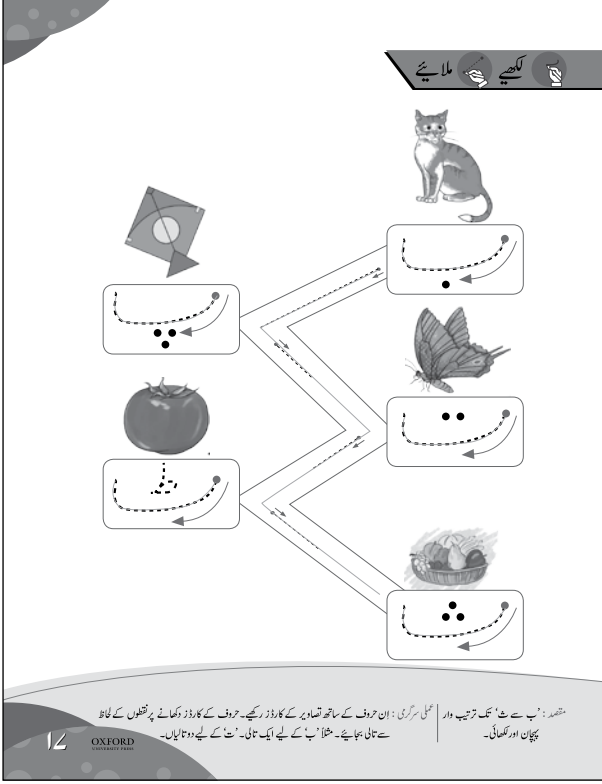 لکھیے ملائیے
ب
پ
ت
ٹ
ث
مقصد: ’ب سے ث‘ تک ترتیب وار
پہچان اور لکھائی۔
عملی سرگرمی: اِن حروف کے ساتھ تصاویر کے کارڈز رکھیے۔ حروف کے کارڈز دکھانے پر نقطوں کے لحاظ
سے تالی بجائیے۔ مثلاً ’ب‘ کے لیے ایک تالی۔ ’ت‘ کے لیے دو تالیاں۔
۱۷
OXFORD
UNIVERSITY PRESS